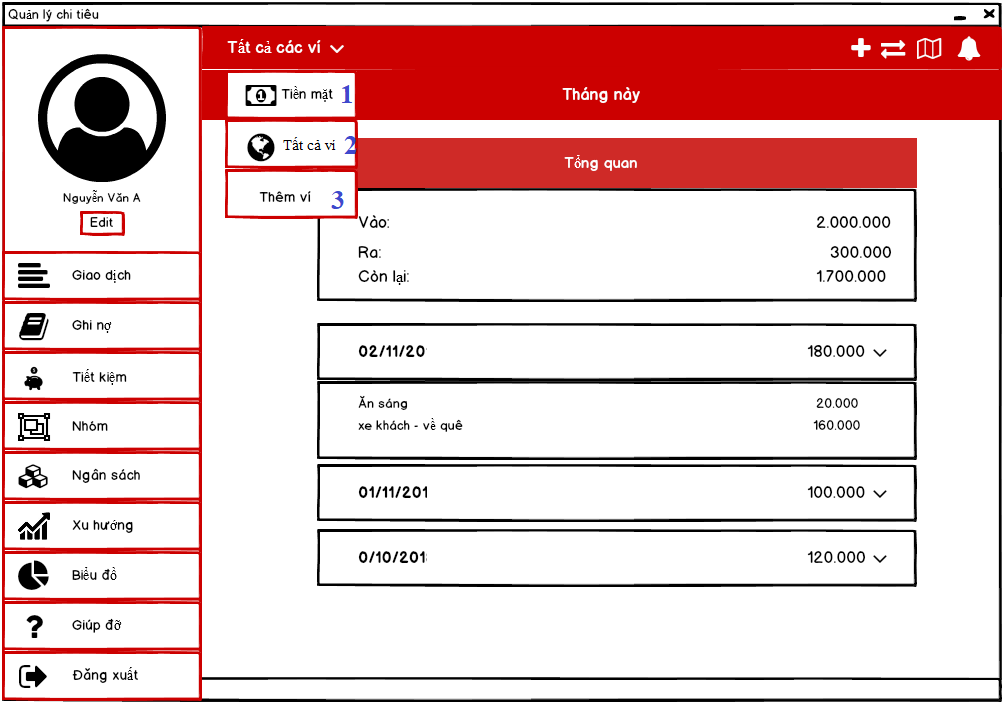 Quản lý chi tiêu
Nguyễn Văn A
Edit
Giao dịch
Ghi nợ
Tiết kiệm
Nhóm
Ngân sách
Xu hướng
Biểu đồ
Giúp đỡ
Đăng xuất
Tất cả các ví
Tiền mặt 1
Tất cả ví 2
Thêm ví 3
Tháng này
Tổng quan
Vào: 2.000.000
Ra: 300.000
Còn lại: 1.700.000
02/11/20 180.000
Ăn sáng 20.000
xe khách - về quê 160.000
01/11/201 100.000
0/10/201 120.000